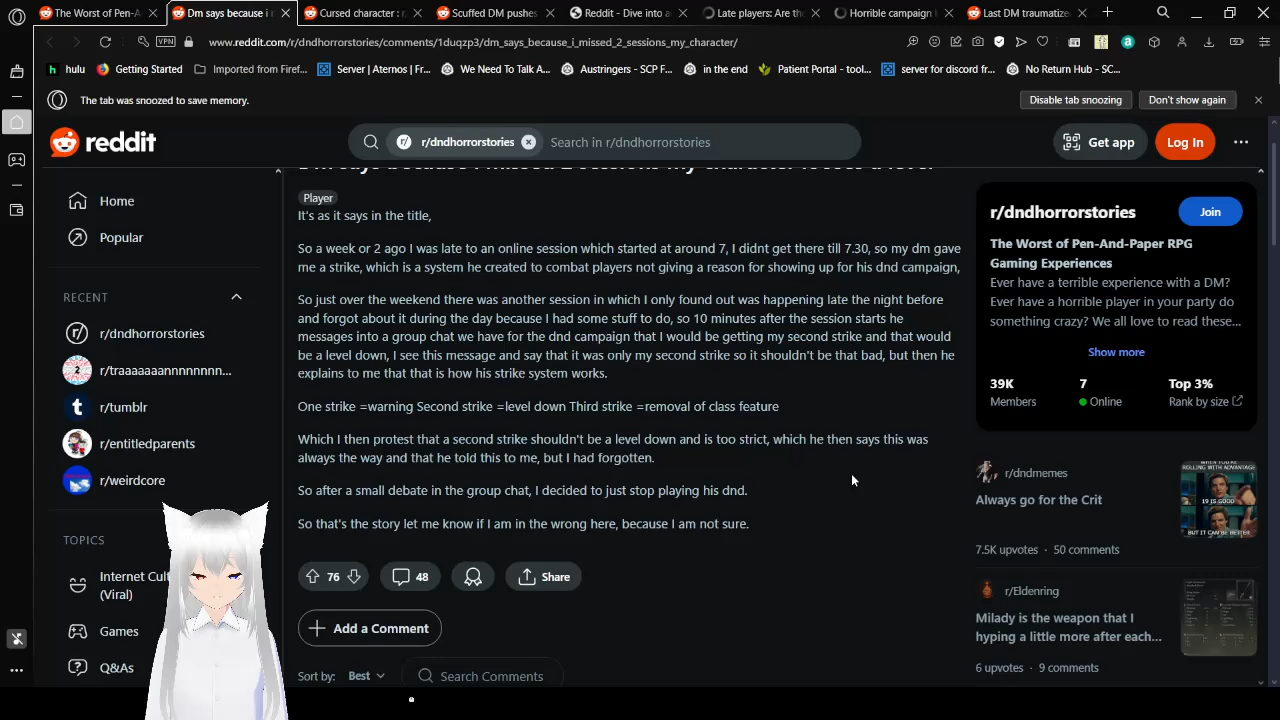 The Worst of Pen-A
Dm says because i m
Cursed character : r
Scuffed DM pushes
Reddit - Dive into a
Late players: Are th
Horrible campaign
Last DM traumatize
VPN
www.reddit.com/r/dndhorrorstories/comments/1duqzp3/dm_says_because_i_missed_2_sessions_my_character/
hulu
Getting Started
Imported from Firef...
Server | Aternos | Fr...
We Need To Talk A...
Austringers - SCP F...
in the end
Patient Portal - tool...
server for discord fr...
No Return Hub - SC...
The tab was snoozed to save memory.
Disable tab snoozing
Don't show again
reddit
r/dndhorrorstories
Search in r/dndhorrorstories
Get app
Log In
Home
Popular
RECENT
r/dndhorrorstories
r/traaaaaaannnnnnnn...
r/tumblr
r/entitledparents
r/weirdcore
TOPICS
Internet Cul
(Viral)
Games
Q&As
Player
It's as it says in the title,
So a week or 2 ago I was late to an online session which started at around 7, I didnt get there till 7.30, so my dm gave
me a strike, which is a system he created to combat players not giving a reason for showing up for his dnd campaign,
So just over the weekend there was another session in which I only found out was happening late the night before
and forgot about it during the day because I had some stuff to do, so 10 minutes after the session starts he
messages into a group chat we have for the dnd campaign that I would be getting my second strike and that would
be a level down, I see this message and say that it was only my second strike so it shouldn't be that bad, but then he
explains to me that that is how his strike system works.
One strike =warning Second strike =level down Third strike =removal of class feature
Which I then protest that a second strike shouldn't be a level down and is too strict, which he then says this was
always the way and that he told this to me, but I had forgotten.
So after a small debate in the group chat, I decided to just stop playing his dnd.
So that's the story let me know if I am in the wrong here, because I am not sure.
76
48
Share
Add a Comment
Sort by:
Best
Search Comments
r/dndhorrorstories
Join
The Worst of Pen-And-Paper RPG
Gaming Experiences
Ever have a terrible experience with a DM?
Ever have a horrible player in your party do
something crazy? We all love to read these...
Show more
39K
Members
7
Online
Top 3%
Rank by size
r/dndmemes
Always go for the Crit
ROLLING WITH ADVANTAGE
19 IS GOOD
BUT IT CAN BE BETTER
7.5K upvotes · 50 comments
r/Eldenring
Milady is the weapon that I
hyping a little more after each...
6 upvotes · 9 comments